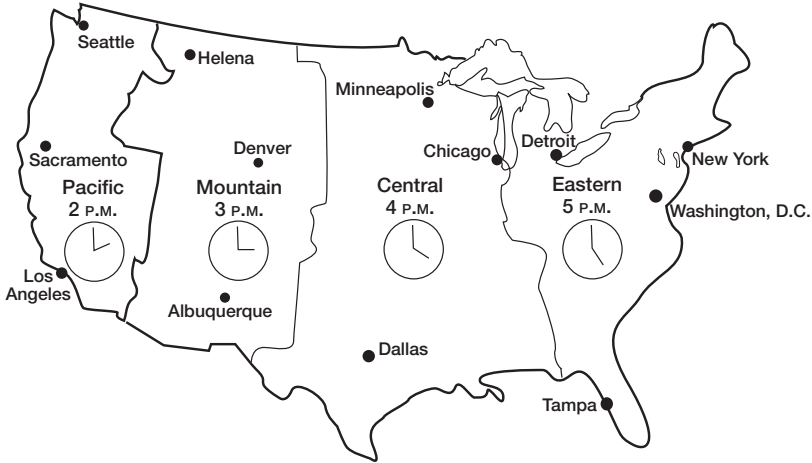 Seattle
Helena
Minneapolis
Detroit
Denver
Chicago
Sacramento
New York
Pacific
2 P.M.
Mountain
3 P.M.
Central
4 P.M.
Eastern
5 P.M.
Washington, D.C.
Los
Angeles
Albuquerque
Dallas
Tampa